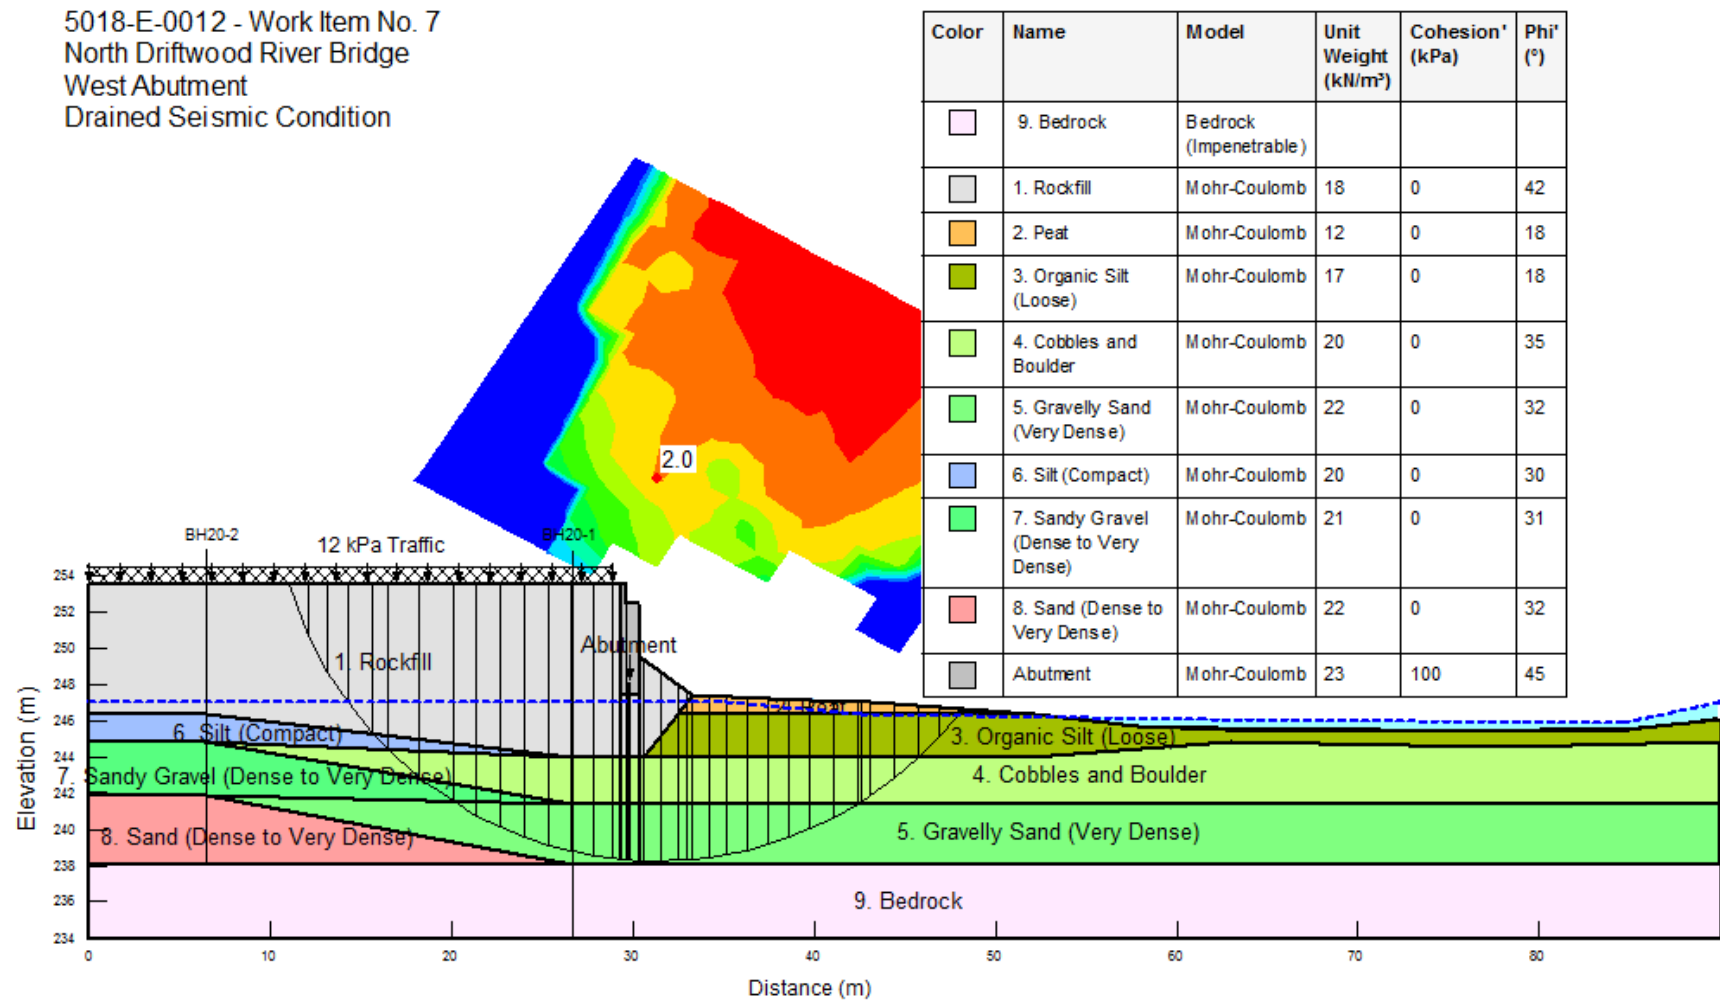 5018-E-0012 - Work Item No. 7
North Driftwood River Bridge
West Abutment
Drained Seismic Condition
Color Name Model Unit Weight (kN/m³) Cohesion' (kPa) Phi' (°)
9. Bedrock Bedrock (Impenetrable)
1. Rockfill Mohr-Coulomb 18 0 42
2. Peat Mohr-Coulomb 12 0 18
3. Organic Silt (Loose) Mohr-Coulomb 17 0 18
4. Cobbles and Boulder Mohr-Coulomb 20 0 35
5. Gravelly Sand (Very Dense) Mohr-Coulomb 22 0 32
6. Silt (Compact) Mohr-Coulomb 20 0 30
7. Sandy Gravel (Dense to Very Dense) Mohr-Coulomb 21 0 31
8. Sand (Dense to Very Dense) Mohr-Coulomb 22 0 32
Abutment Mohr-Coulomb 23 100 45
2.0
BH20-2
12 kPa Traffic
BH20-1
Abutment
1. Rockfill
2. Peat
6. Silt (Compact)
3. Organic Silt (Loose)
7. Sandy Gravel (Dense to Very Dense)
4. Cobbles and Boulder
8. Sand (Dense to Very Dense)
5. Gravelly Sand (Very Dense)
9. Bedrock
Elevation (m)
254
252
250
248
246
244
242
240
238
236
234
0 10 20 30 40 50 60 70 80
Distance (m)